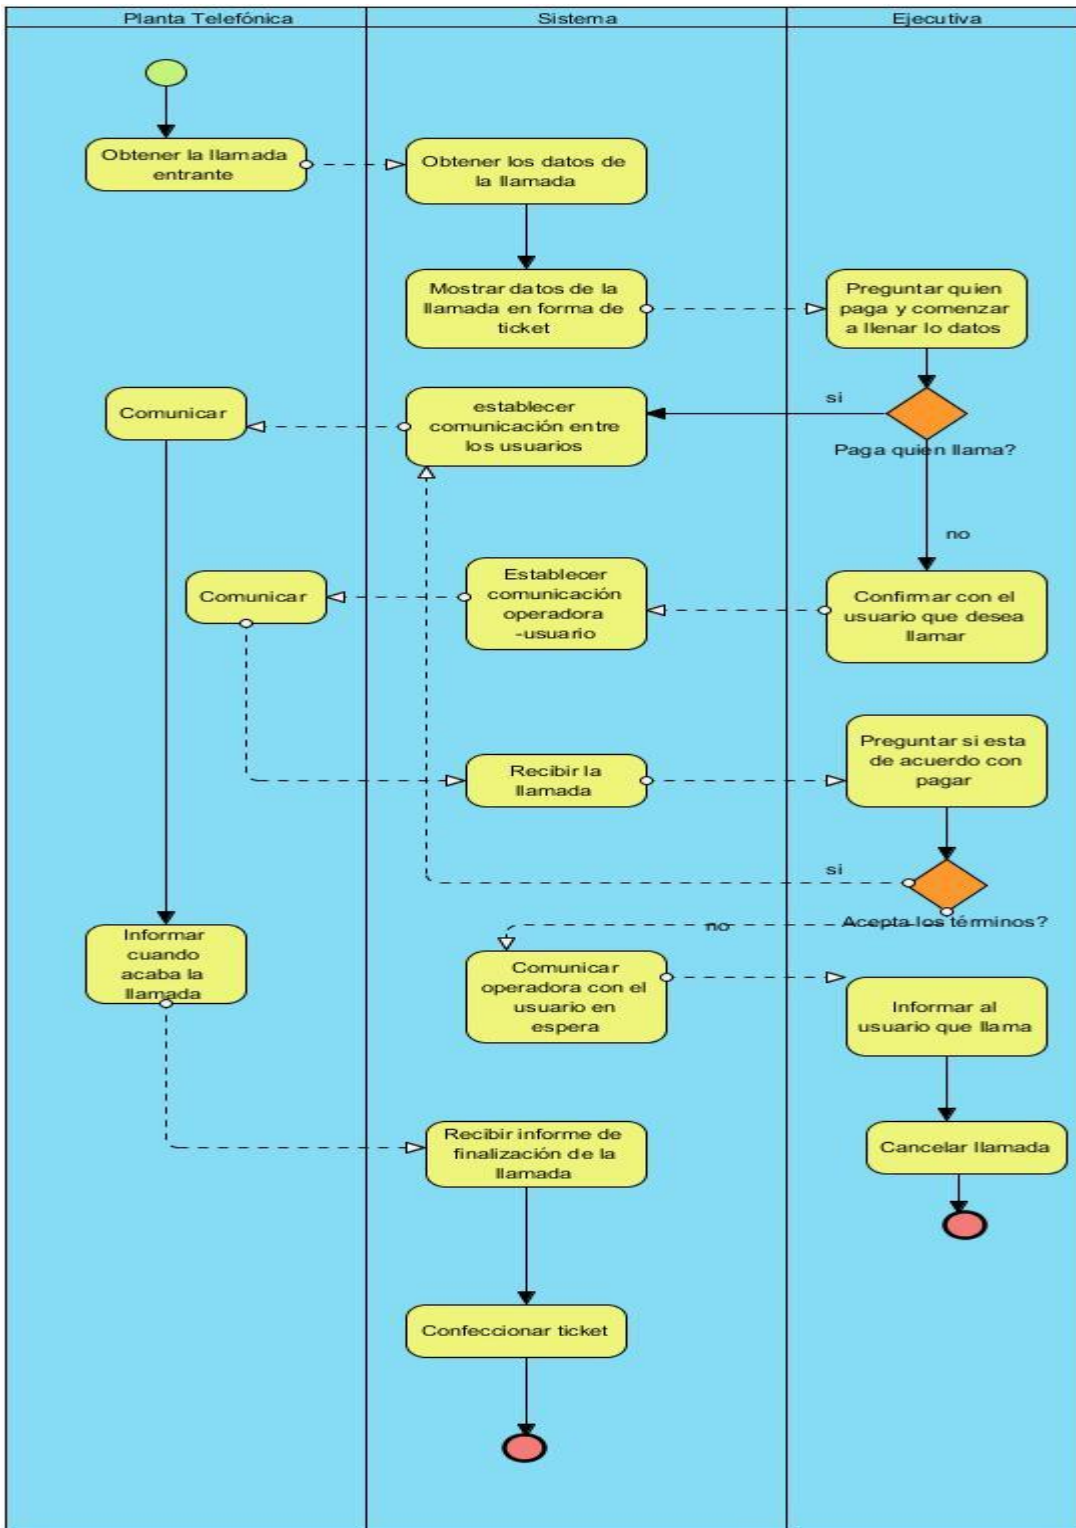 Planta Telefónica
Sistema
Ejecutiva
Obtener la llamada
entrante
Obtener los datos de
la llamada
Mostrar datos de la
llamada en forma de
ticket
Preguntar quien
paga y comenzar
a llenar lo datos
Comunicar
establecer
comunicación entre
los usuarios
si
Paga quien llama?
no
Comunicar
Establecer
comunicación
operadora
-usuario
Confirmar con el
usuario que desea
llamar
Recibir la
llamada
Preguntar si esta
de acuerdo con
pagar
si
Acepta los términos?
no
Informar
cuando
acaba la
llamada
Comunicar
operadora con el
usuario en
espera
Informar al
usuario que llama
Recibir informe de
finalización de la
llamada
Cancelar llamada
Confeccionar ticket